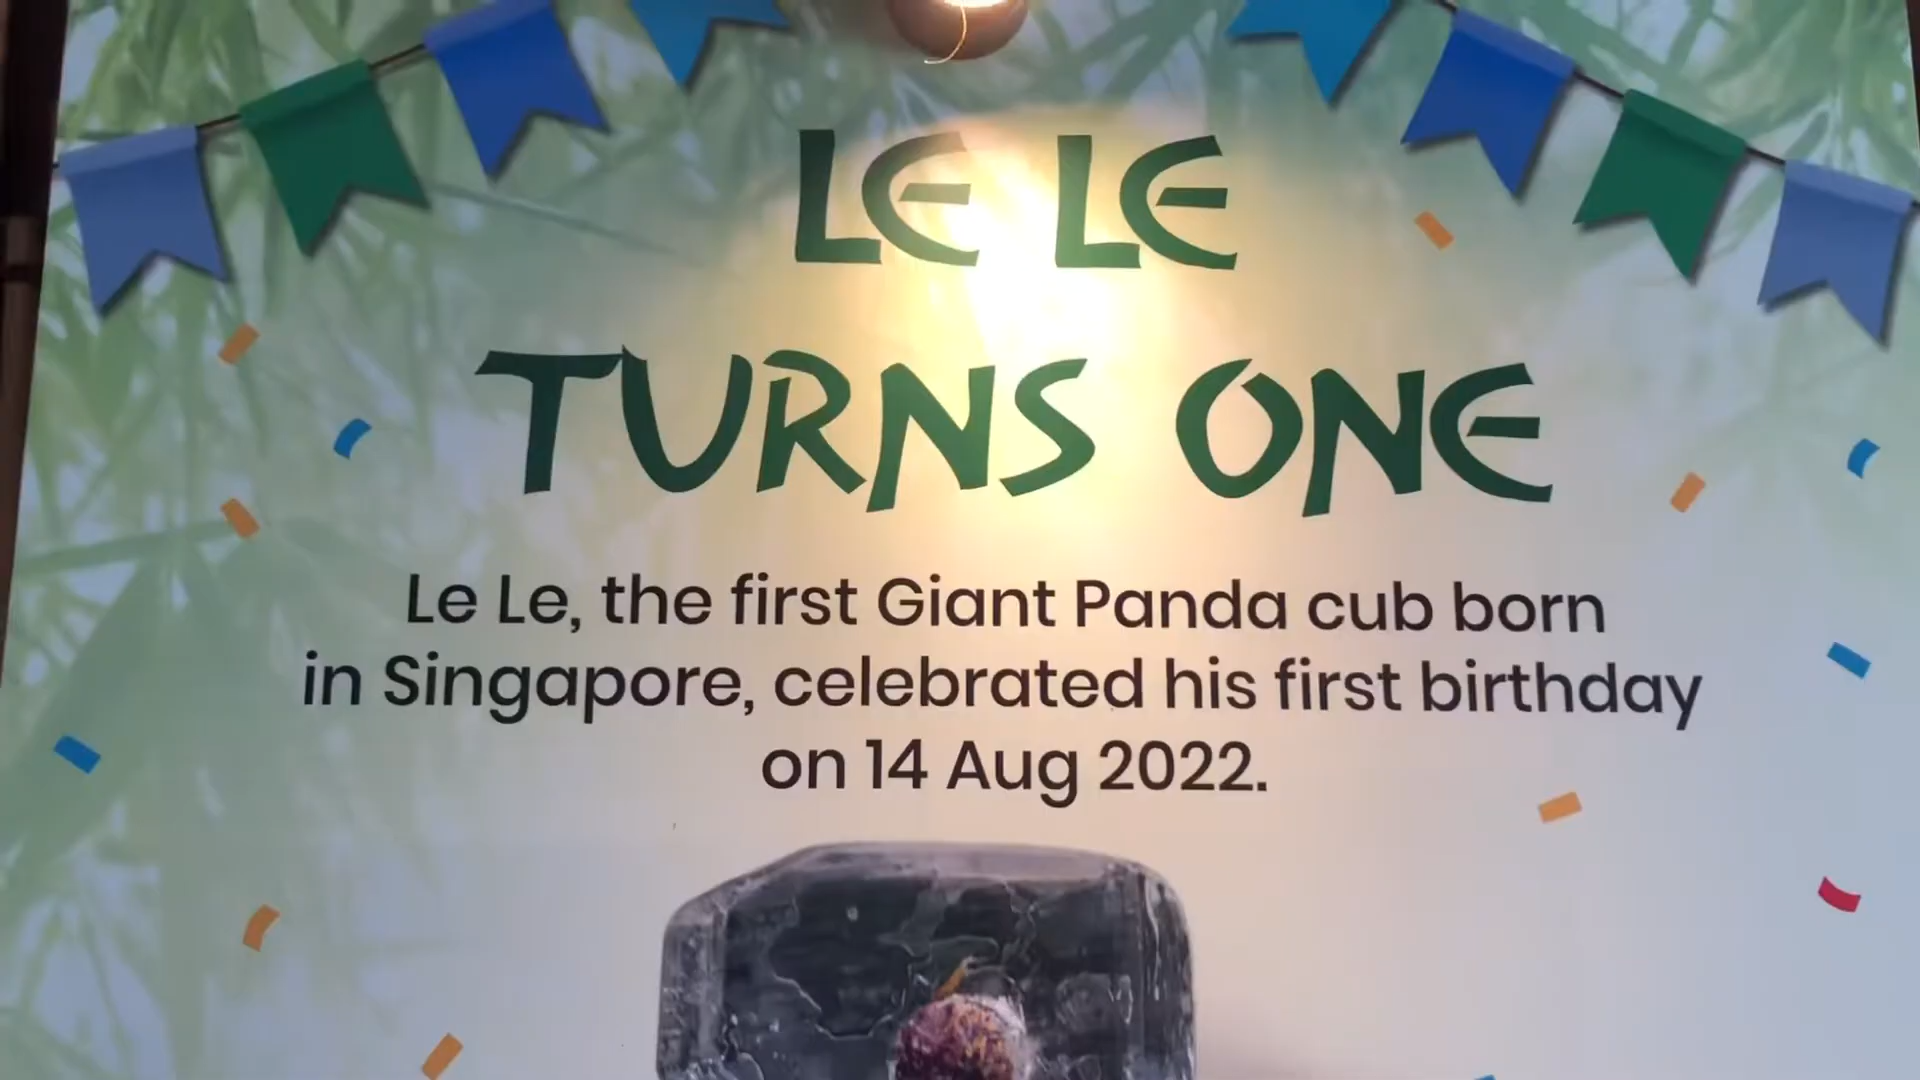 LE LE
TURNS ONE
Le Le, the first Giant Panda cub born
in Singapore, celebrated his first birthday
on 14 Aug 2022.